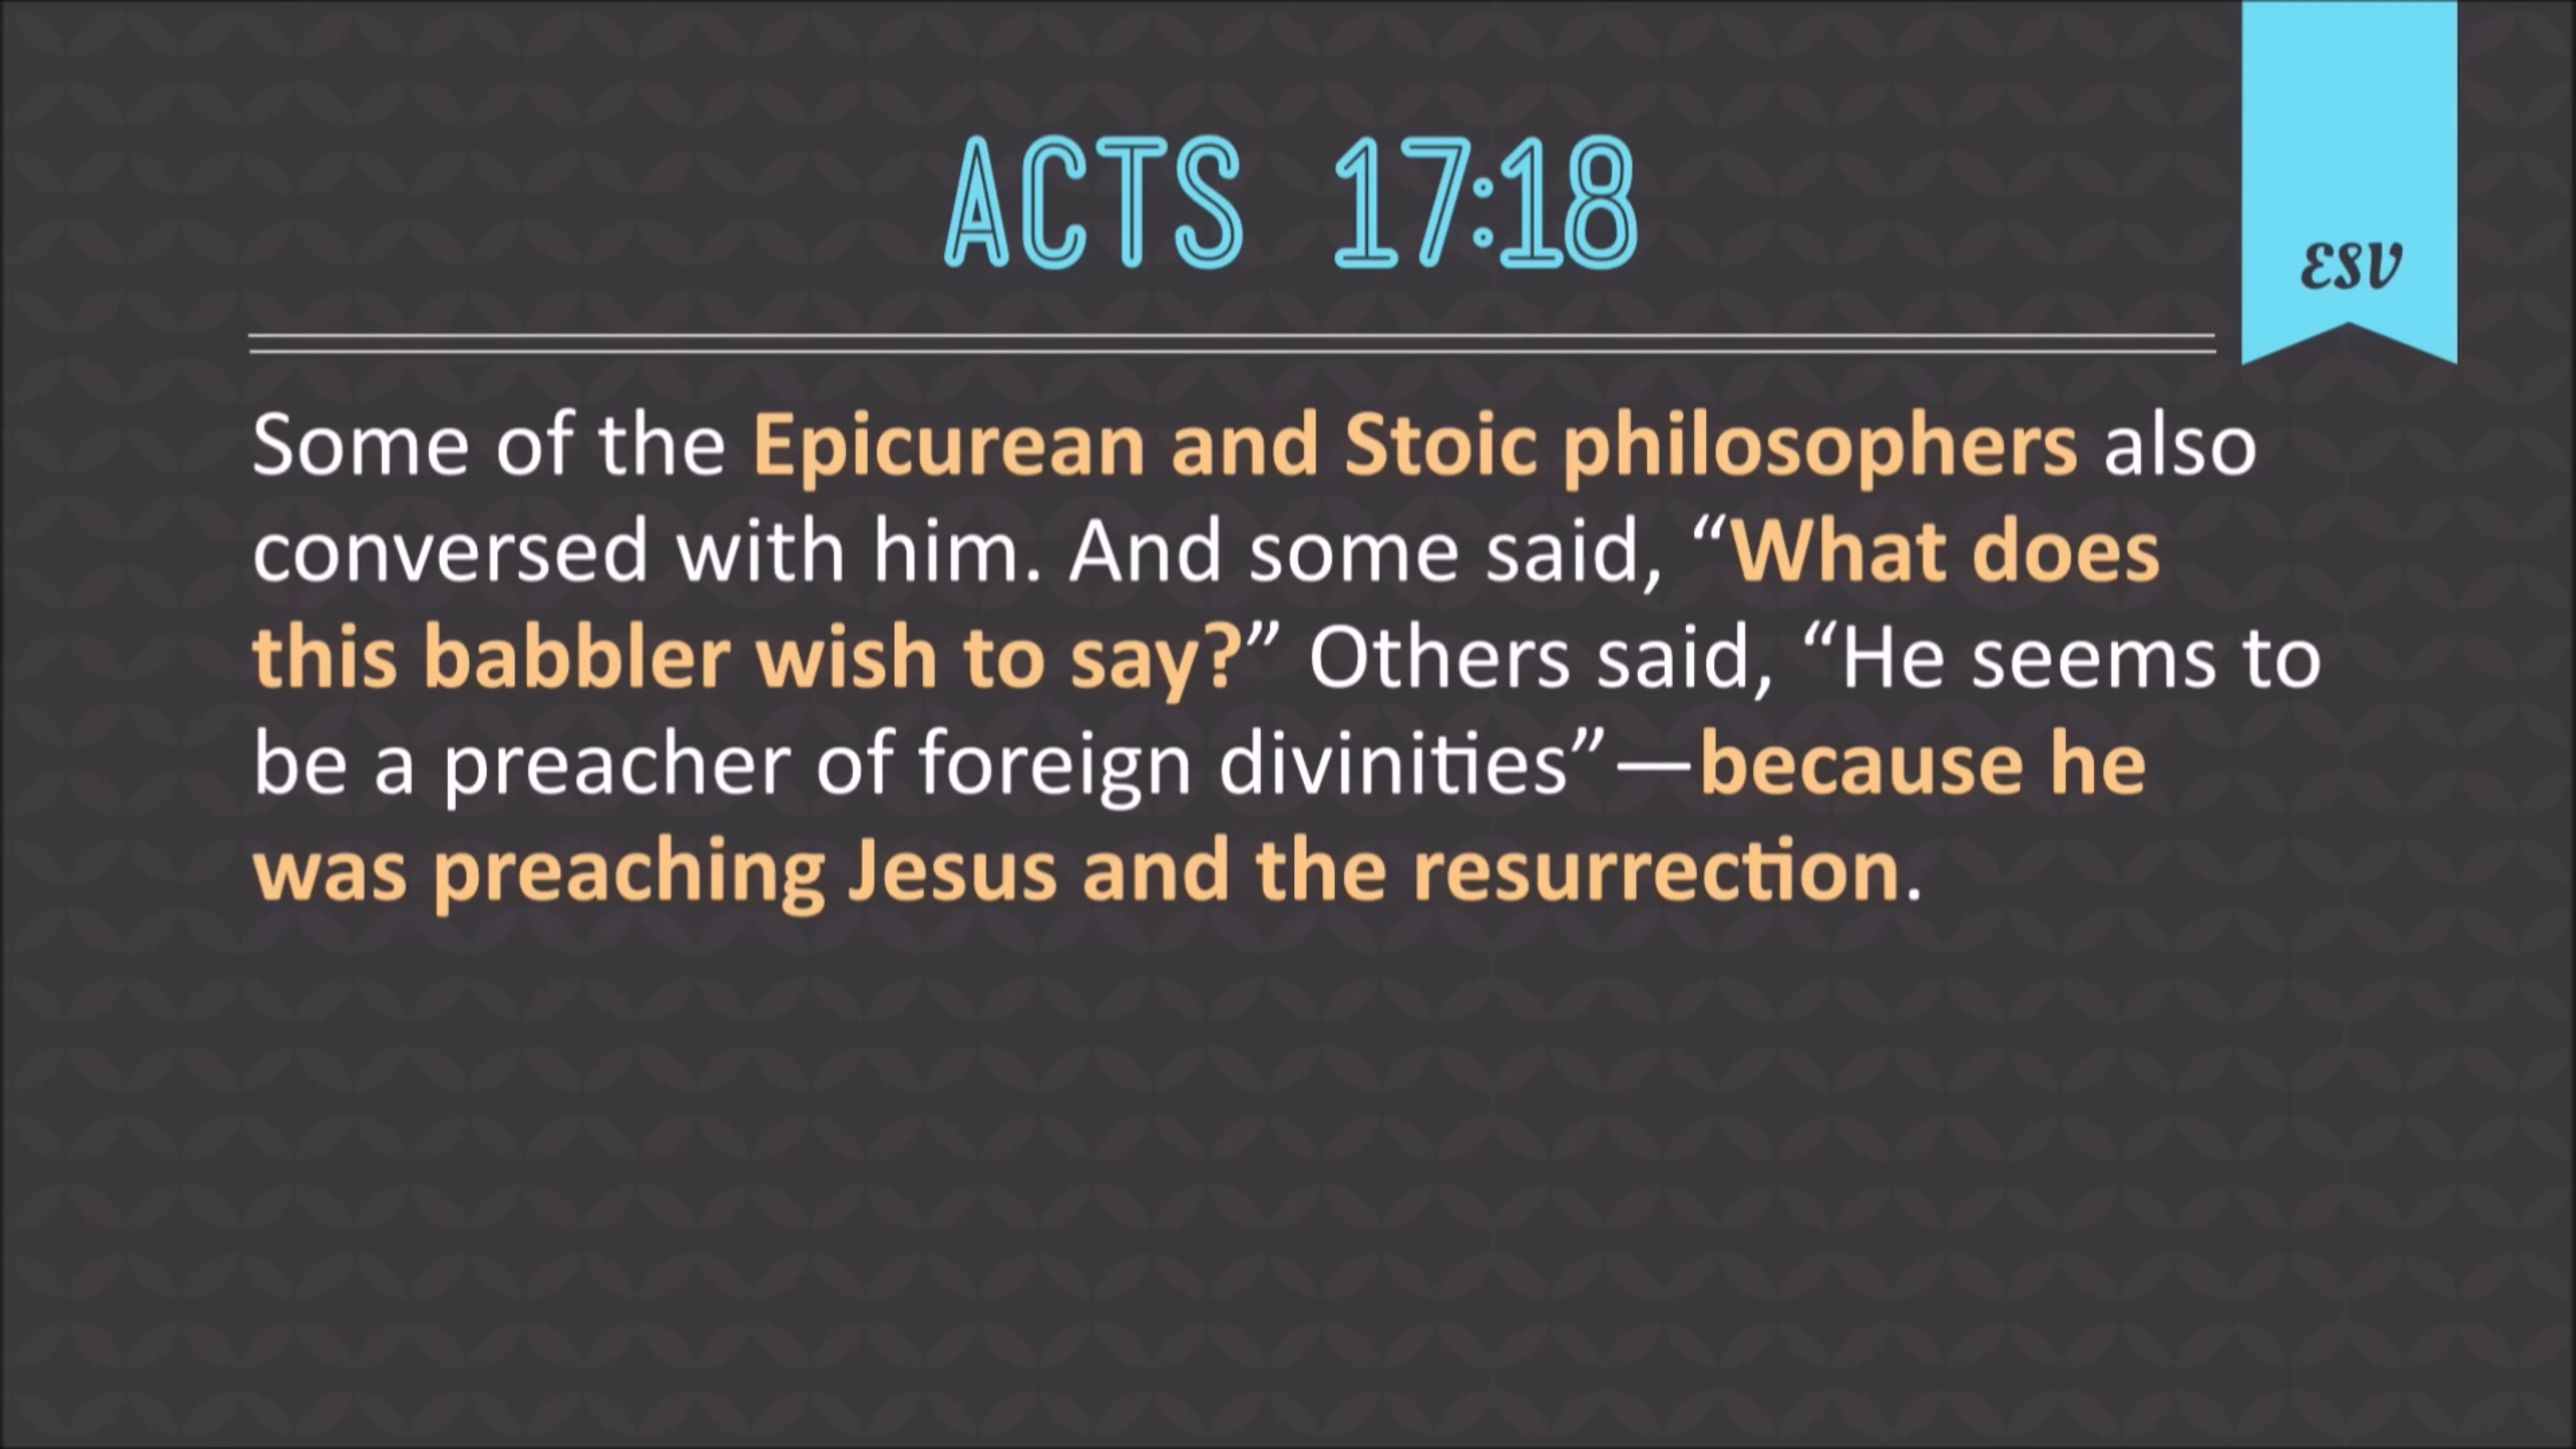 ACTS 17:18
ESV
Some of the Epicurean and Stoic philosophers also
conversed with him. And some said, “What does
this babbler wish to say?” Others said, “He seems to
be a preacher of foreign divinities”—because he
was preaching Jesus and the resurrection.